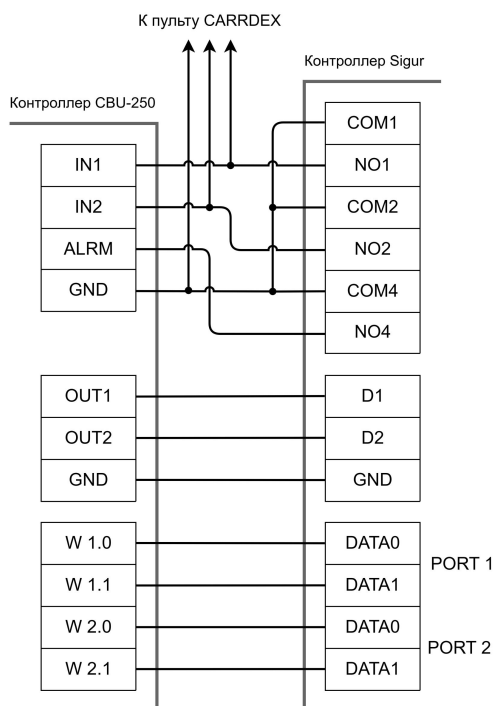 К пульту CARRDEX
Контроллер Sigur
Контроллер CBU-250
COM1
IN1 NO1
IN2 COM2
ALRM NO2
GND COM4
NO4
OUT1 D1
OUT2 D2
GND GND
W 1.0 DATA0
PORT 1
W 1.1 DATA1
W 2.0 DATA0
PORT 2
W 2.1 DATA1